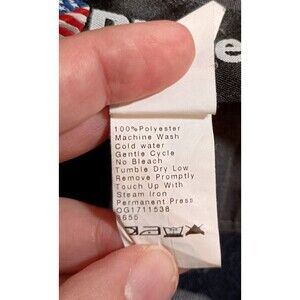 100%Polyester
Machine Wash
Cold water
Gentle Cycle
No Bleach
Tumble Dry Low
Remove Promptly
Touch Up With
Steam Iron
Permanent Press
OG1711538
8655